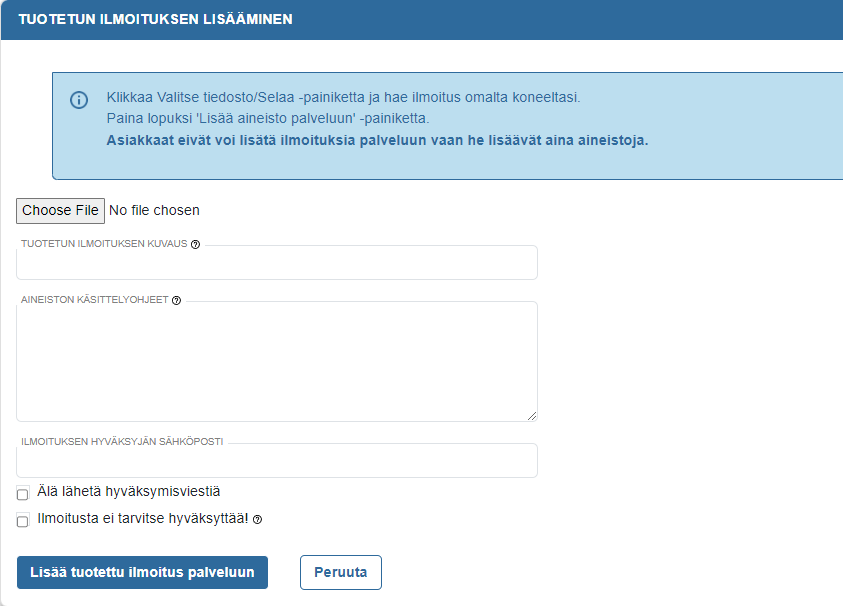 TUOTETUN ILMOITUKSEN LISÄÄMINEN
Klikkaa Valitse tiedosto/Selaa -painiketta ja hae ilmoitus omalta koneeltasi.
Paina lopuksi 'Lisää aineisto palveluun' -painiketta.
Asiakkaat eivät voi lisätä ilmoituksia palveluun vaan he lisäävät aina aineistoja.
Choose File No file chosen
TUOTETUN ILMOITUKSEN KUVAUS
AINEISTON KÄSITTELYOHJEET
ILMOITUKSEN HYVÄKSYJÄN SÄHKÖPOSTI
Älä lähetä hyväksymisviestiä
Ilmoitusta ei tarvitse hyväksyttää!
Lisää tuotettu ilmoitus palveluun Peruuta